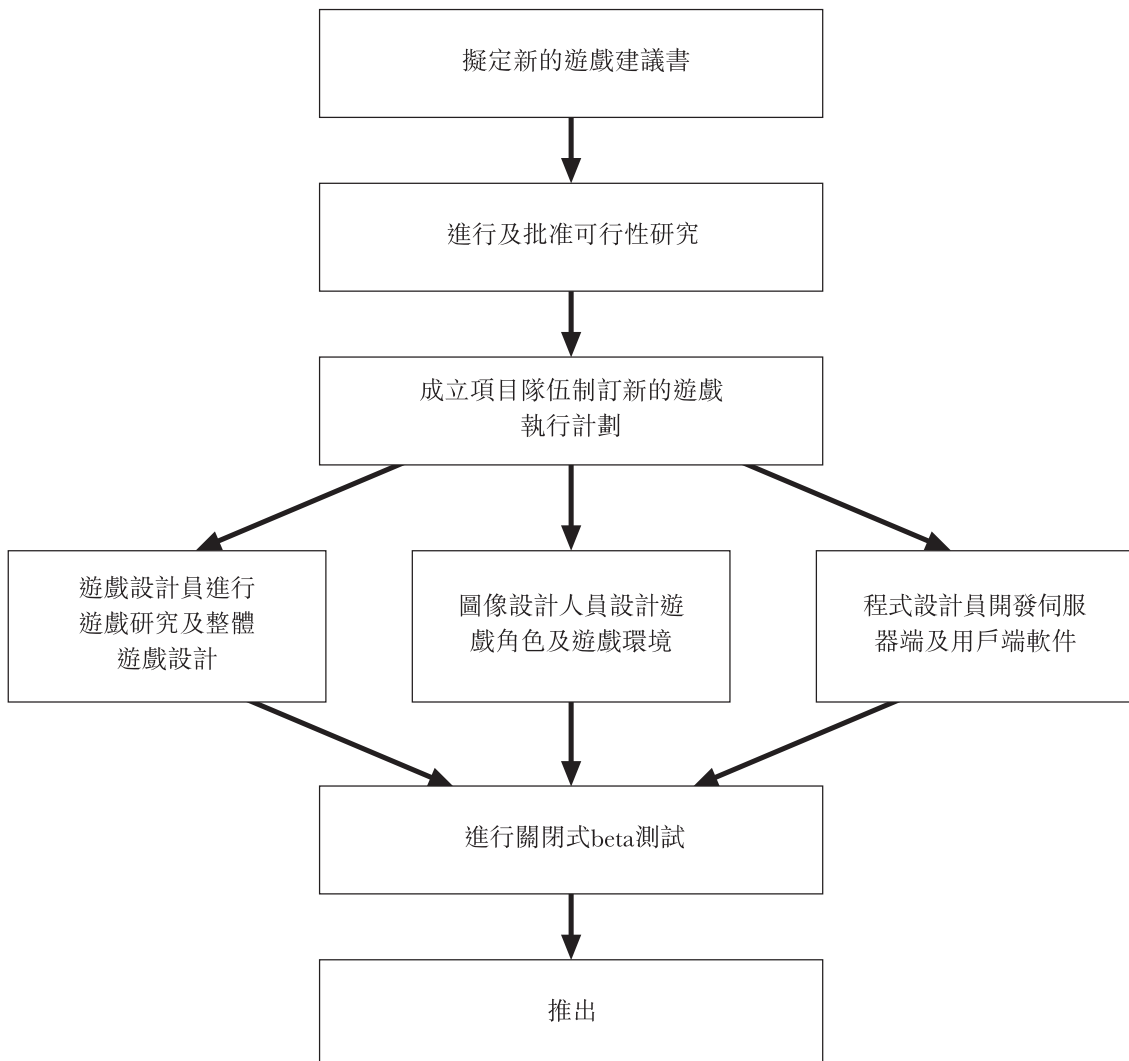 擬定新的遊戲建議書
進行及批准可行性研究
成立項目隊伍制訂新的遊戲
執行計劃
遊戲設計員進行
遊戲研究及整體
遊戲設計
圖像設計人員設計遊
戲角色及遊戲環境
程式設計員開發伺服
器端及用戶端軟件
進行關閉式beta測試
推出